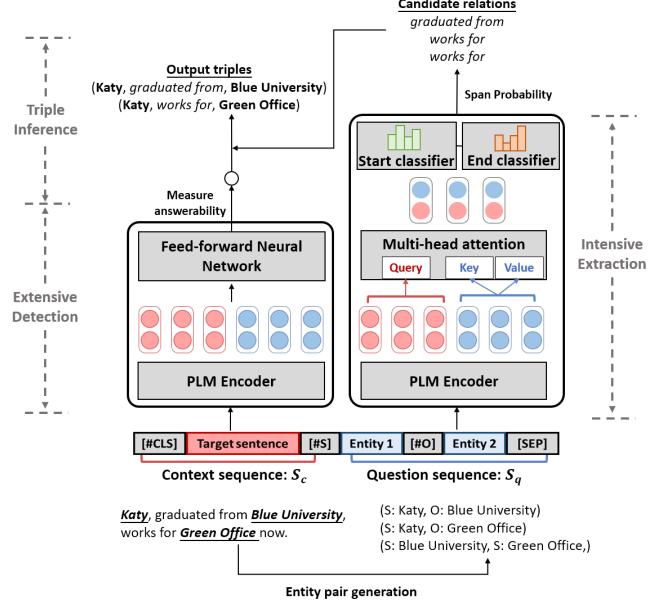 Candidate relations
graduated from
works for
works for
Output triples
(Katy, graduated from, Blue University)
(Katy, works for, Green Office)
Triple
Inference
Span Probability
Start classifier
End classifier
Measure
answerability
Feed-forward Neural
Network
Multi-head attention
Query
Key
Value
Intensive
Extraction
Extensive
Detection
PLM Encoder
PLM Encoder
[#CLS]
Target sentence
[#S]
Entity 1
[#O]
Entity 2
[SEP]
Context sequence: Sc
Question sequence: Sq
Katy, graduated from Blue University,
works for Green Office now.
(S: Katy, O: Blue University)
(S: Katy, O: Green Office)
(S: Blue University, S: Green Office,)
Entity pair generation